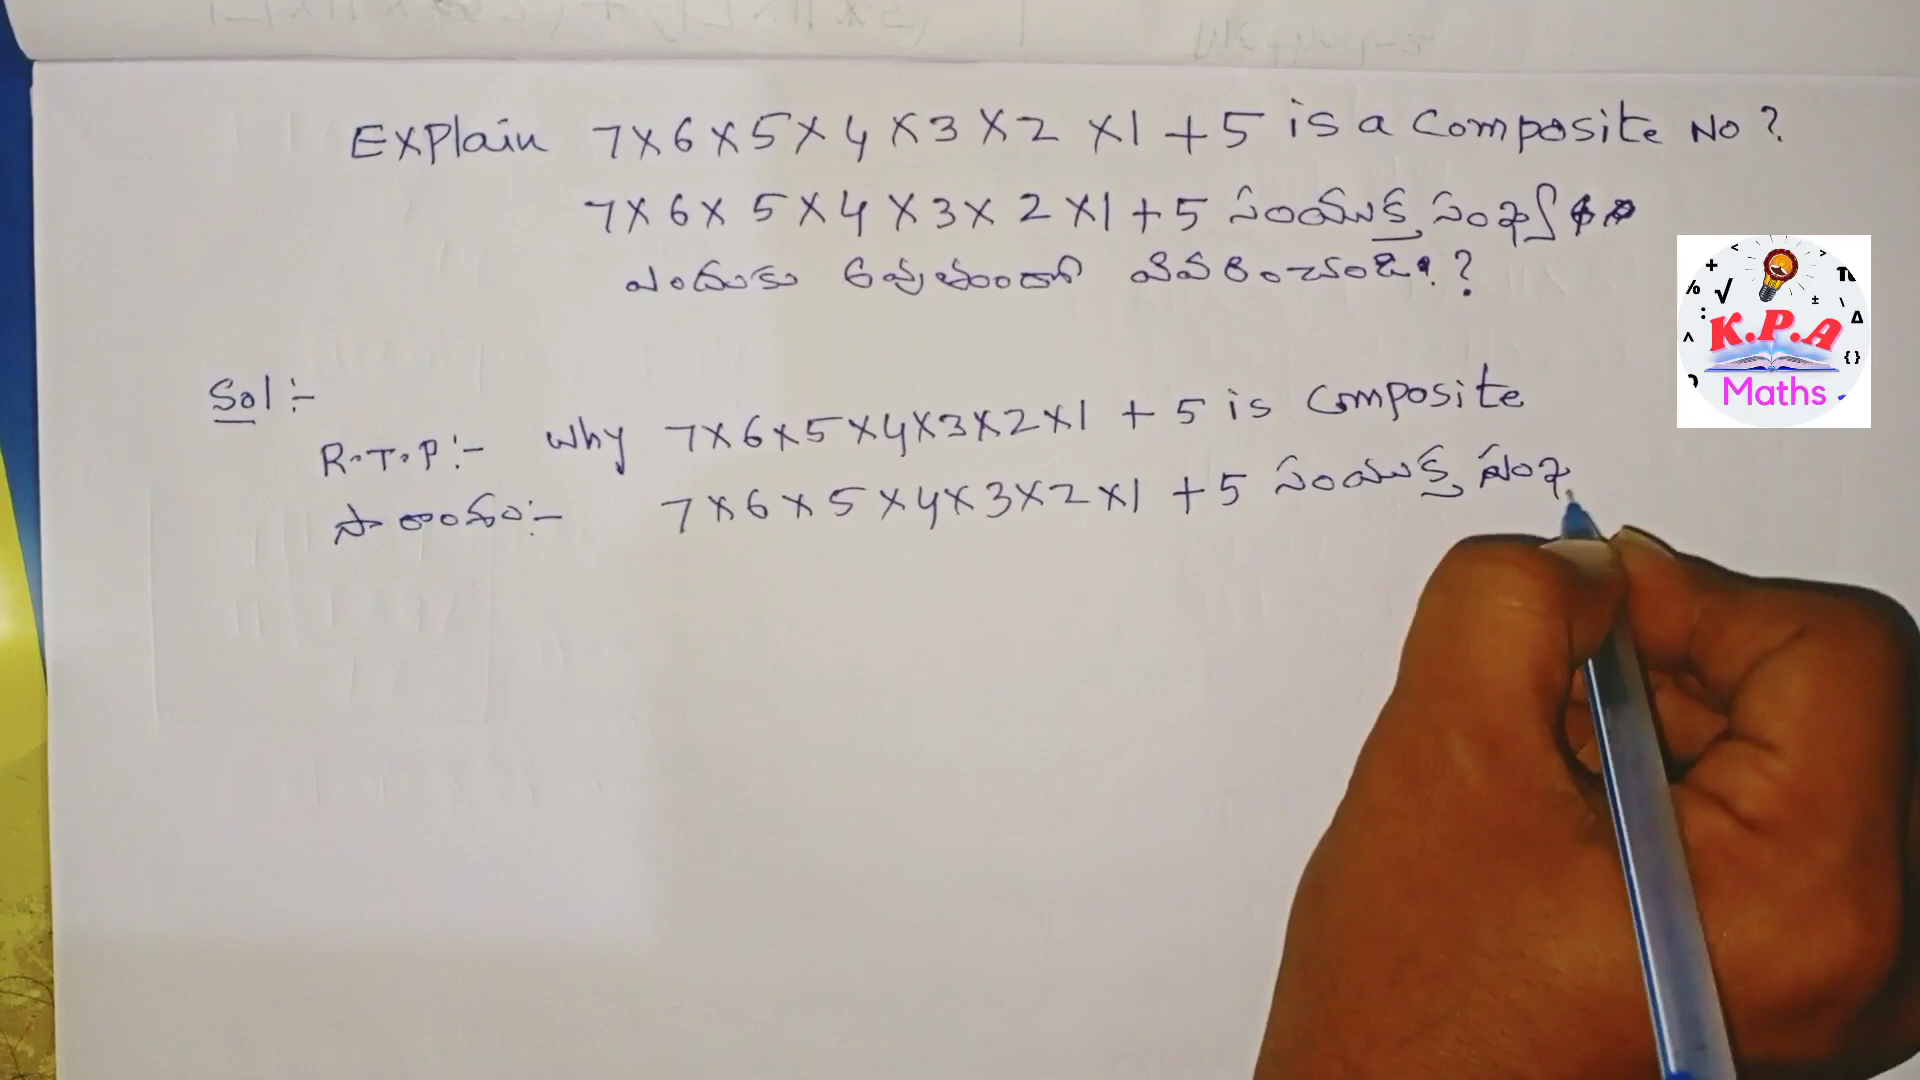 Explain 7×6×5×4×3×2×1+5 is a Composite No?
7×6×5×4×3×2×1+5 సంయుక్త సంఖ్య
ఎందుకు అవుతుందో వివరించండి?
K.P.A
Maths
Sol:-
R.T.P:- why 7×6×5×4×3×2×1 + 5 is Composite
సారాంశం:- 7×6×5×4×3×2×1 +5 సంయుక్త సంఖ